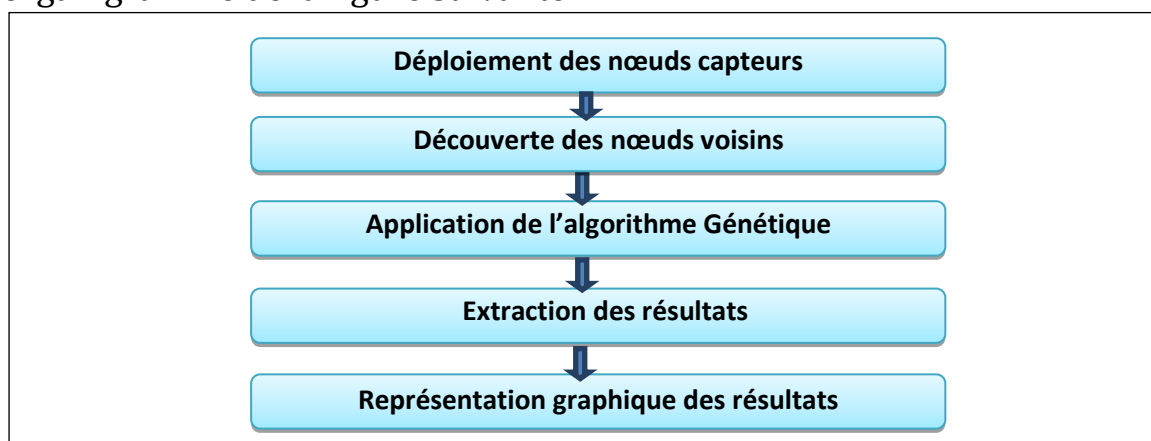 Déploiement des nœuds capteurs
Découverte des nœuds voisins
Application de l'algorithme Génétique
Extraction des résultats
Représentation graphique des résultats